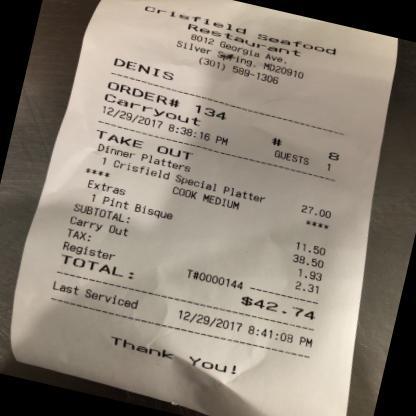 Crisfield Seafood
Restaurant
8012 Georgia Ave.
Silver Spring, MD20910
(301) 589-1306
DENIS
ORDER# 134 # 8
Carryout GUESTS 1
12/29/2017 8:38:16 PM
TAKE OUT
Dinner Platters
1 Crisfield Special Platter 27.00
**** COOK MEDIUM ****
Extras
1 Pint Bisque 11.50
SUBTOTAL: 38.50
Carry Out 1.93
TAX: 2.31
Register T#0000144
TOTAL: $42.74
Last Serviced 12/29/2017 8:41:08 PM
Thank You!